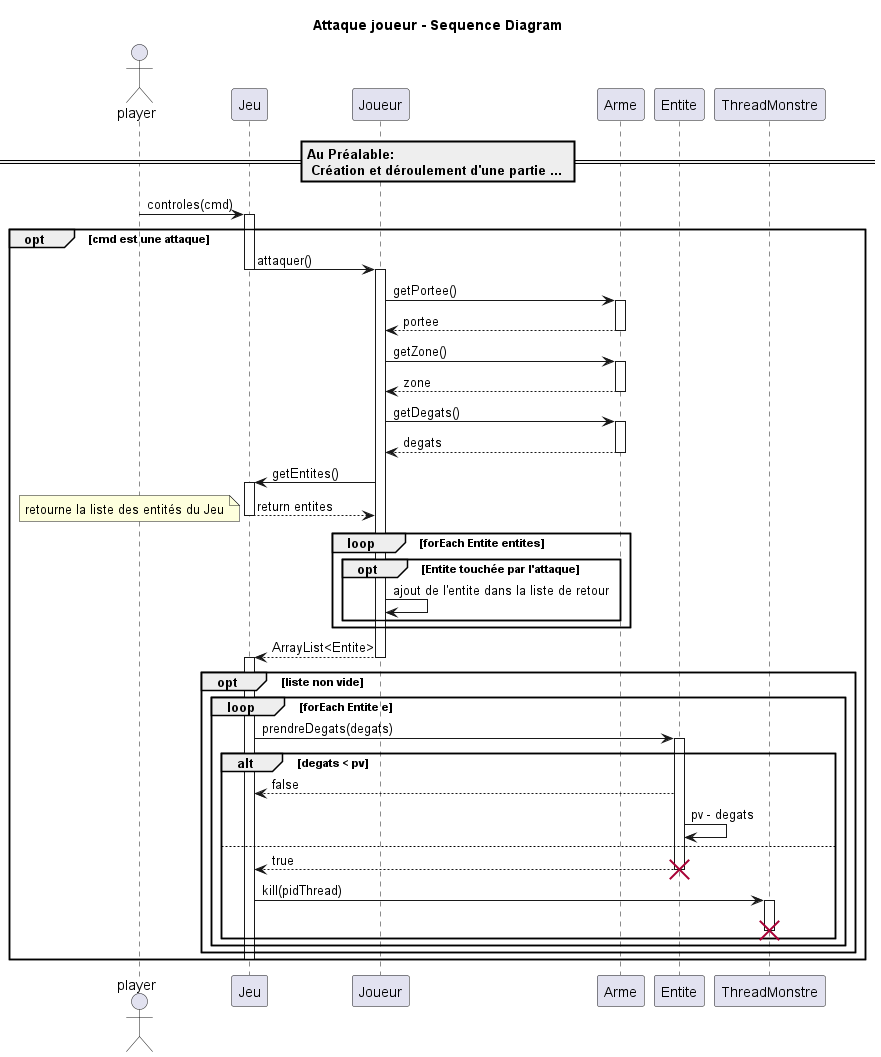 Attaque joueur - Sequence Diagram
player
Jeu
Joueur
Arme
Entite
ThreadMonstre
Au Préalable:
Création et déroulement d'une partie ...
controles(cmd)
opt
[cmd est une attaque]
attaquer()
getPortee()
portee
getZone()
zone
getDegats()
degats
getEntites()
retourne la liste des entités du Jeu
return entites
loop
[forEach Entite entites]
opt
[Entite touchée par l'attaque]
ajout de l'entite dans la liste de retour
ArrayList<Entite>
opt
[liste non vide]
loop
[forEach Entite e]
prendreDegats(degats)
alt
[degats < pv]
false
pv - degats
true
kill(pidThread)
player
Jeu
Joueur
Arme
Entite
ThreadMonstre